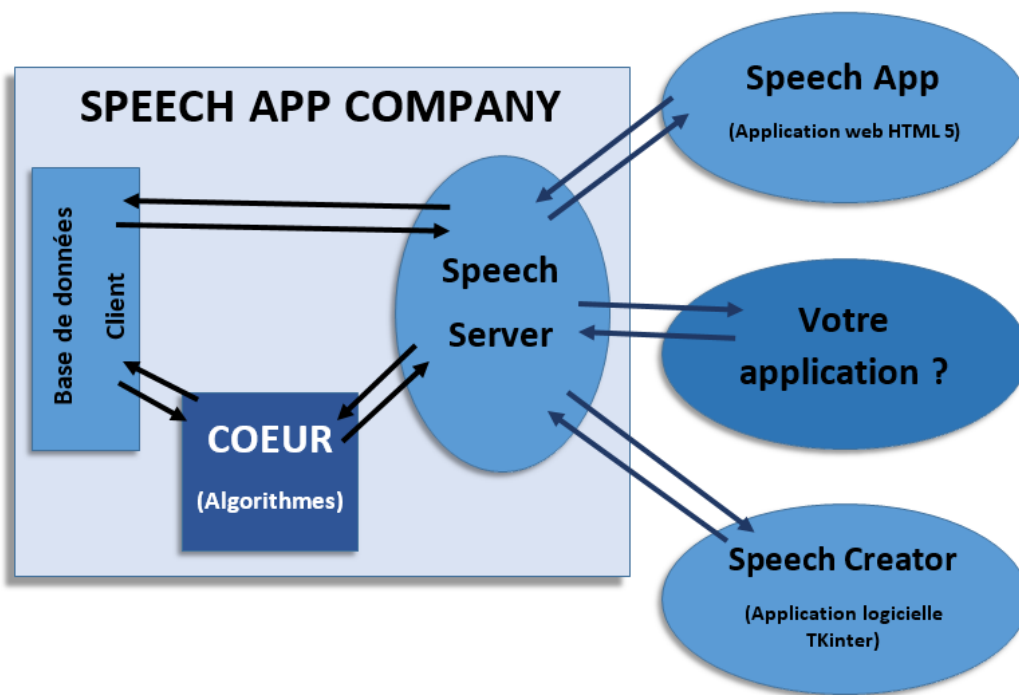 SPEECH APP COMPANY
Base de données
Client
COEUR
(Algorithmes)
Speech
Server
Speech App
(Application web HTML 5)
Votre
application ?
Speech Creator
(Application logicielle
TKinter)